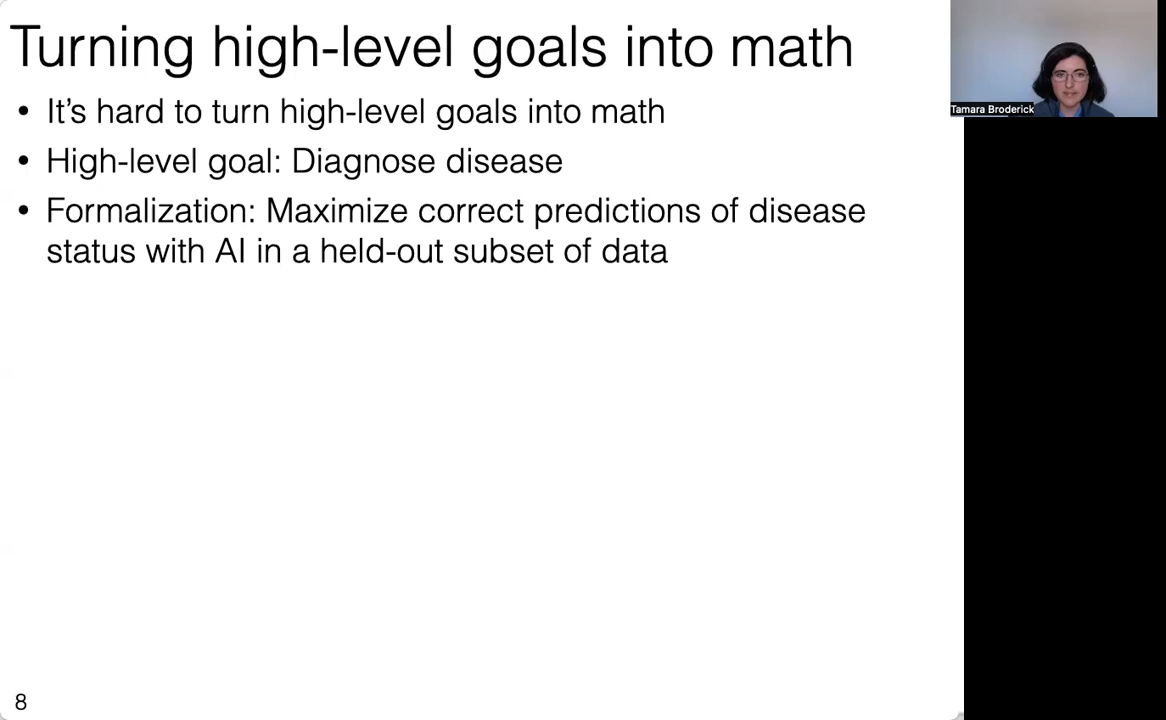 Turning high-level goals into math
• It’s hard to turn high-level goals into math
• High-level goal: Diagnose disease
• Formalization: Maximize correct predictions of disease
status with AI in a held-out subset of data
8
Tamara Broderick